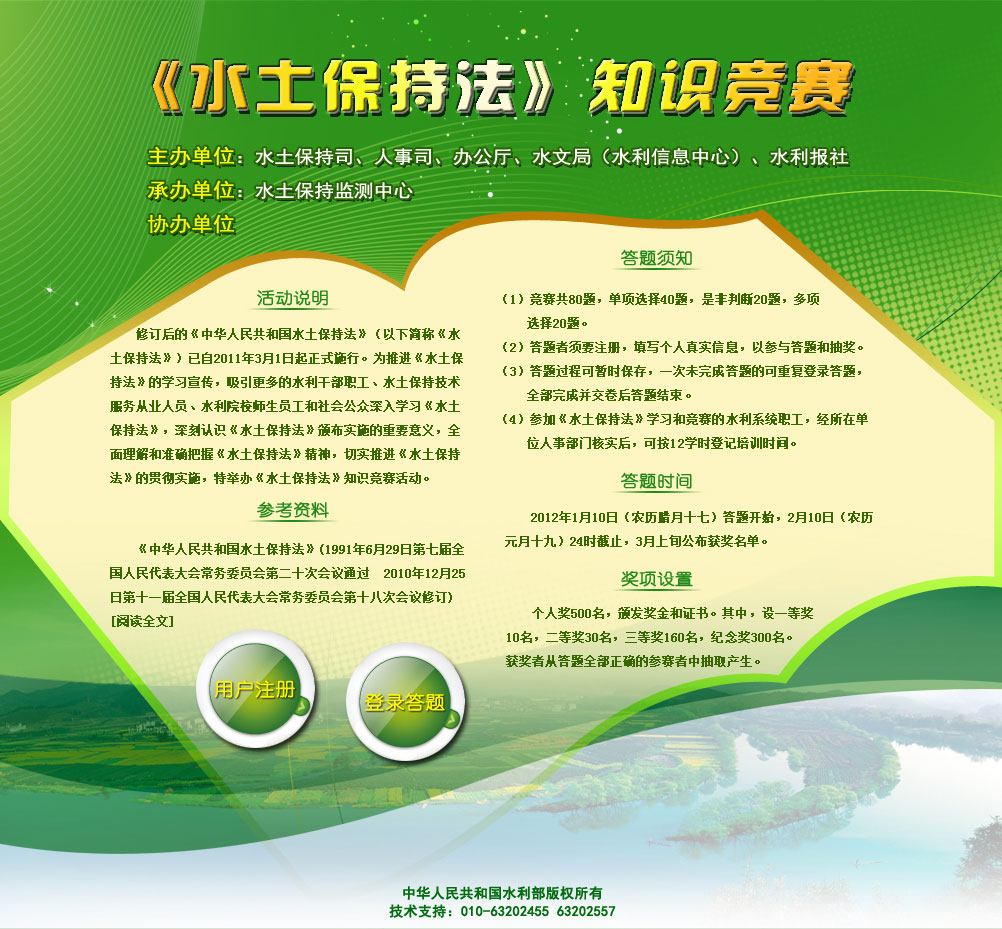 《水土保持法》知识竞赛
主办单位：水土保持司、人事司、办公厅、水文局（水利信息中心）、水利报社
承办单位：水土保持监测中心
协办单位
活动说明
修订后的《中华人民共和国水土保持法》（以下简称《水
土保持法》）已自2011年3月1日起正式施行。为推进《水土保
持法》的学习宣传，吸引更多的水利干部职工、水土保持技术
服务从业人员、水利院校师生员工和社会公众深入学习《水土
保持法》，深刻认识《水土保持法》颁布实施的重要意义，全
面理解和准确把握《水土保持法》精神，切实推进《水土保持
法》的贯彻实施，特举办《水土保持法》知识竞赛活动。
参考资料
《中华人民共和国水土保持法》(1991年6月29日第七届全
国人民代表大会常务委员会第二十次会议通过　2010年12月25
日第十一届全国人民代表大会常务委员会第十八次会议修订)
[阅读全文]
用户注册
登录答题
答题须知
（1）竞赛共80题，单项选择40题，是非判断20题，多项
选择20题。
（2）答题者须要注册，填写个人真实信息，以参与答题和抽奖。
（3）答题过程可暂时保存，一次未完成答题的可重复登录答题，
全部完成并交卷后答题结束。
（4）参加《水土保持法》学习和竞赛的水利系统职工，经所在单
位人事部门核实后，可按12学时登记培训时间。
答题时间
2012年1月10日（农历腊月十七）答题开始，2月10日（农历
元月十九）24时截止，3月上旬公布获奖名单。
奖项设置
个人奖500名，颁发奖金和证书。其中，设一等奖
10名，二等奖30名，三等奖160名，纪念奖300名。
获奖者从答题全部正确的参赛者中抽取产生。
中华人民共和国水利部版权所有
技术支持：010-63202455 63202557